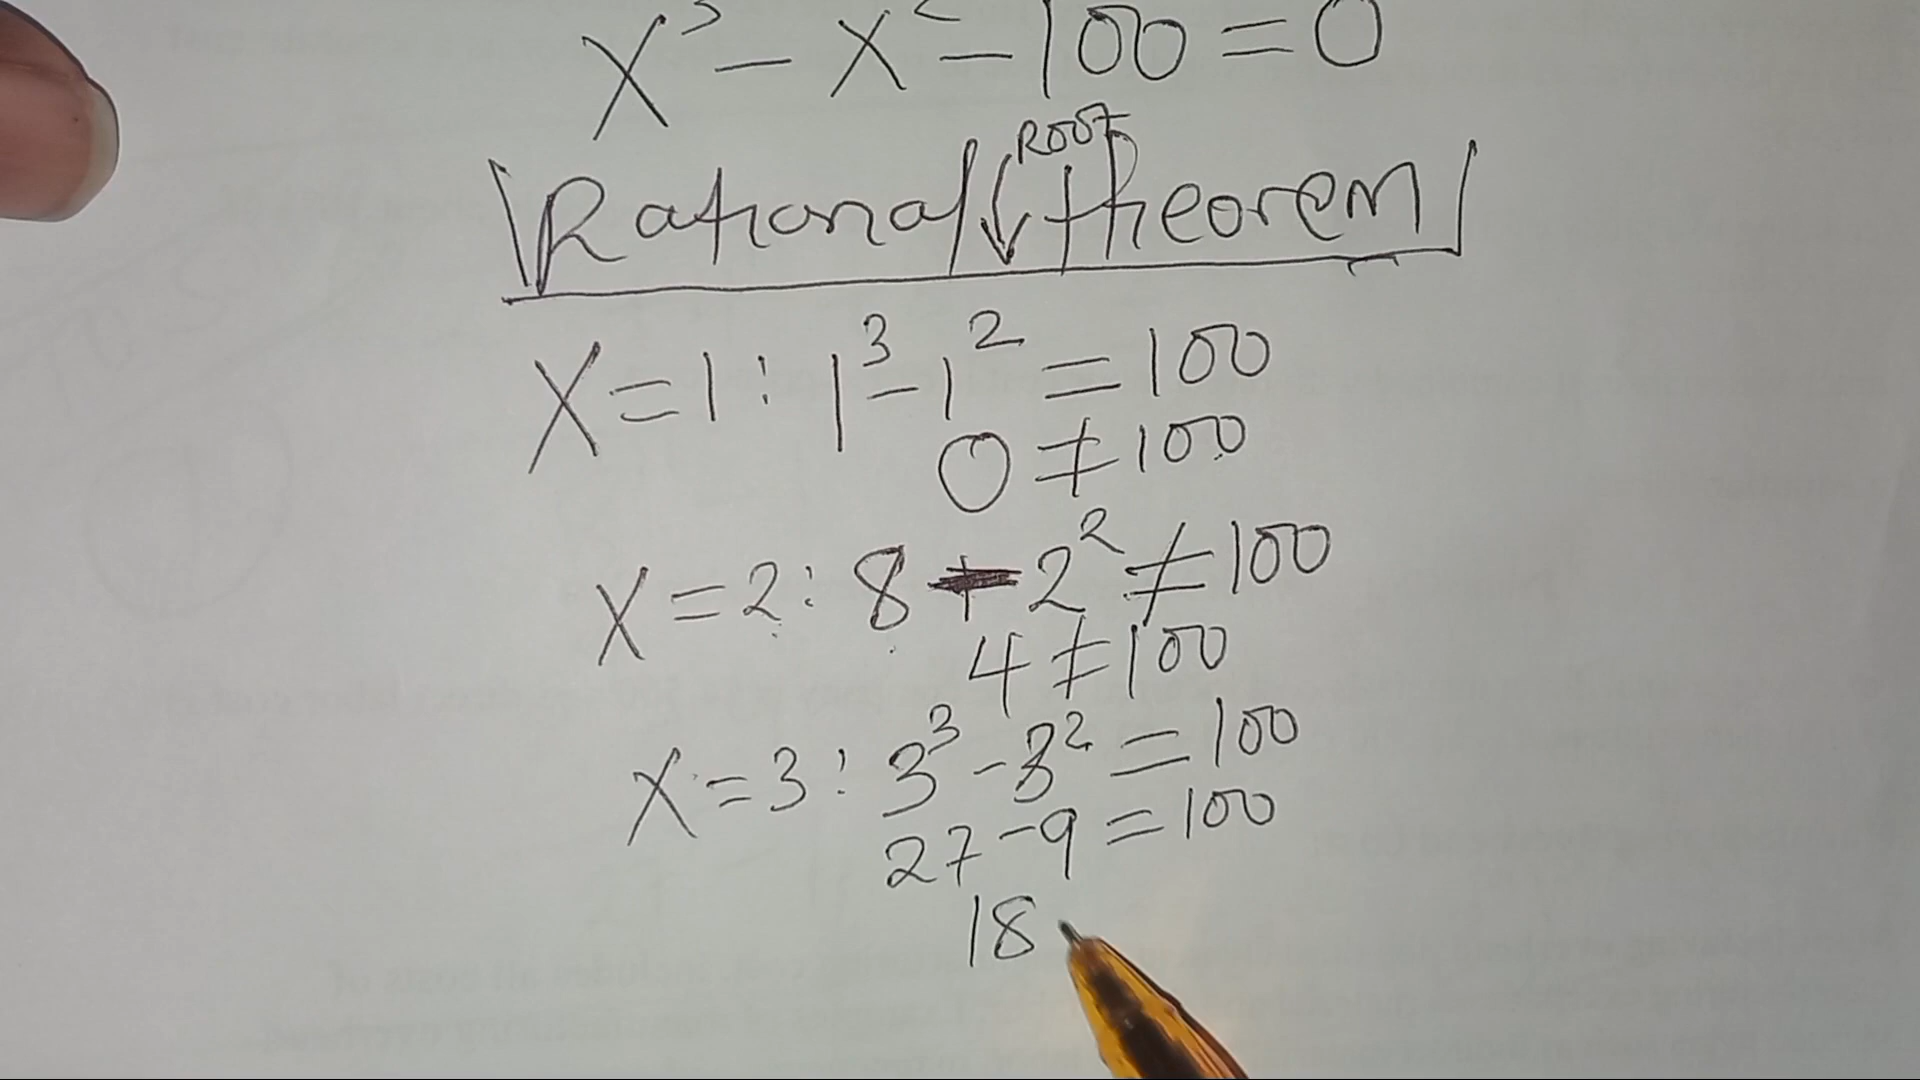 x³ - x² - 100 = 0
ROOT
Rational theorem
X = 1 : 1³ - 1² = 100
0 ≠ 100
X = 2 : 8 - 2² ≠ 100
4 ≠ 100
X = 3 : 3³ - 3² = 100
27 - 9 = 100
18